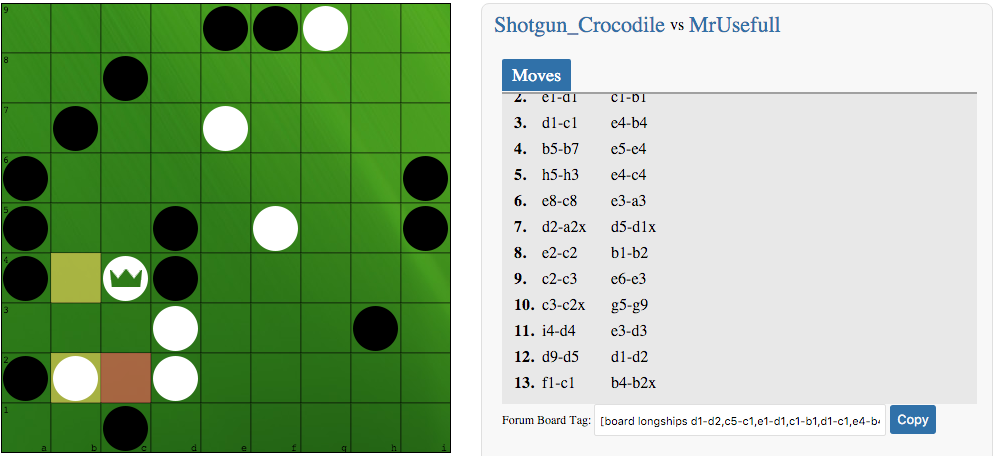 Shotgun_Crocodile vs MrUsefull
Moves
2. e1-d1 c1-b1
3. d1-c1 e4-b4
4. b5-b7 e5-e4
5. h5-h3 e4-c4
6. e8-c8 e3-a3
7. d2-a2x d5-d1x
8. e2-c2 b1-b2
9. c2-c3 e6-e3
10. c3-c2x g5-g9
11. i4-d4 e3-d3
12. d9-d5 d1-d2
13. f1-c1 b4-b2x
Forum Board Tag: [board longships d1-d2,c5-c1,e1-d1,c1-b1,d1-c1,e4-b4 Copy
9
8
7
6
5
4
3
2
1
a b c d e f g h i